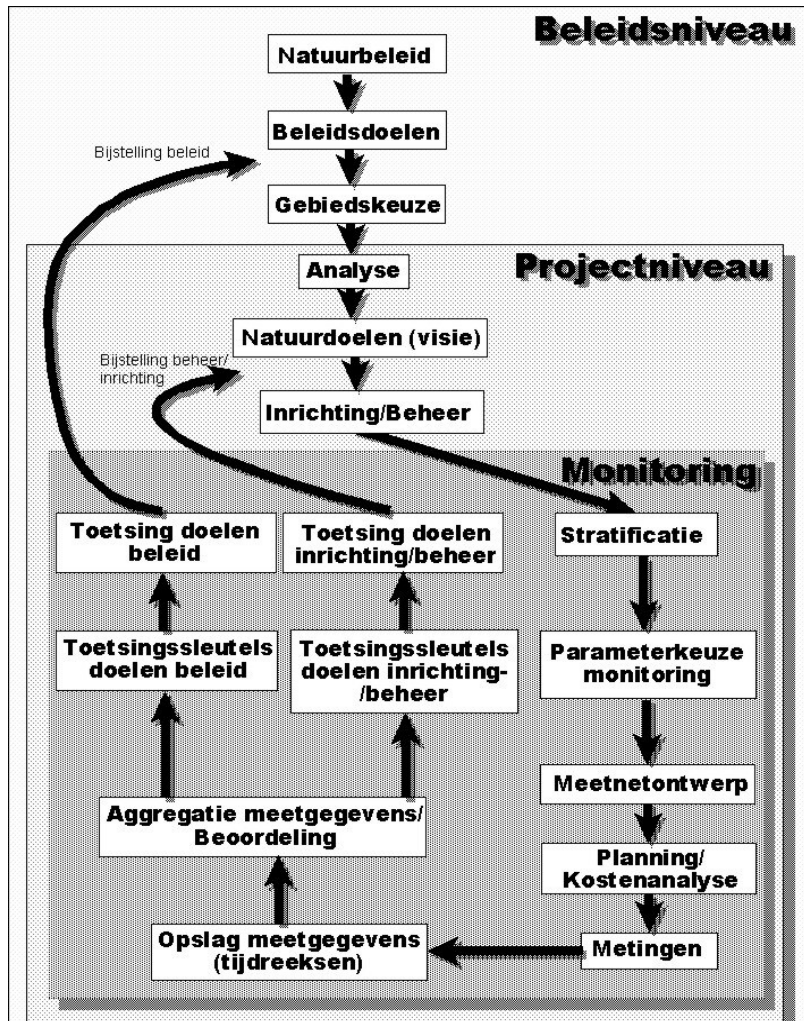 Beleidsniveau
Natuurbeleid
Beleidsdoelen
Bijstelling beleid
Gebiedskeuze
Projectniveau
Analyse
Natuurdoelen (visie)
Bijstelling beheer/
inrichting
Inrichting/Beheer
Monitoring
Toetsing doelen
beleid
Toetsing doelen
inrichting/beheer
Stratificatie
Toetsingssleutels
doelen beleid
Toetsingssleutels
doelen inrichting-
/beheer
Parameterkeuze
monitoring
Meetnetontwerp
Aggregatie meetgegevens/
Beoordeling
Planning/
Kostenanalyse
Opslag meetgegevens
(tijdreeksen)
Metingen